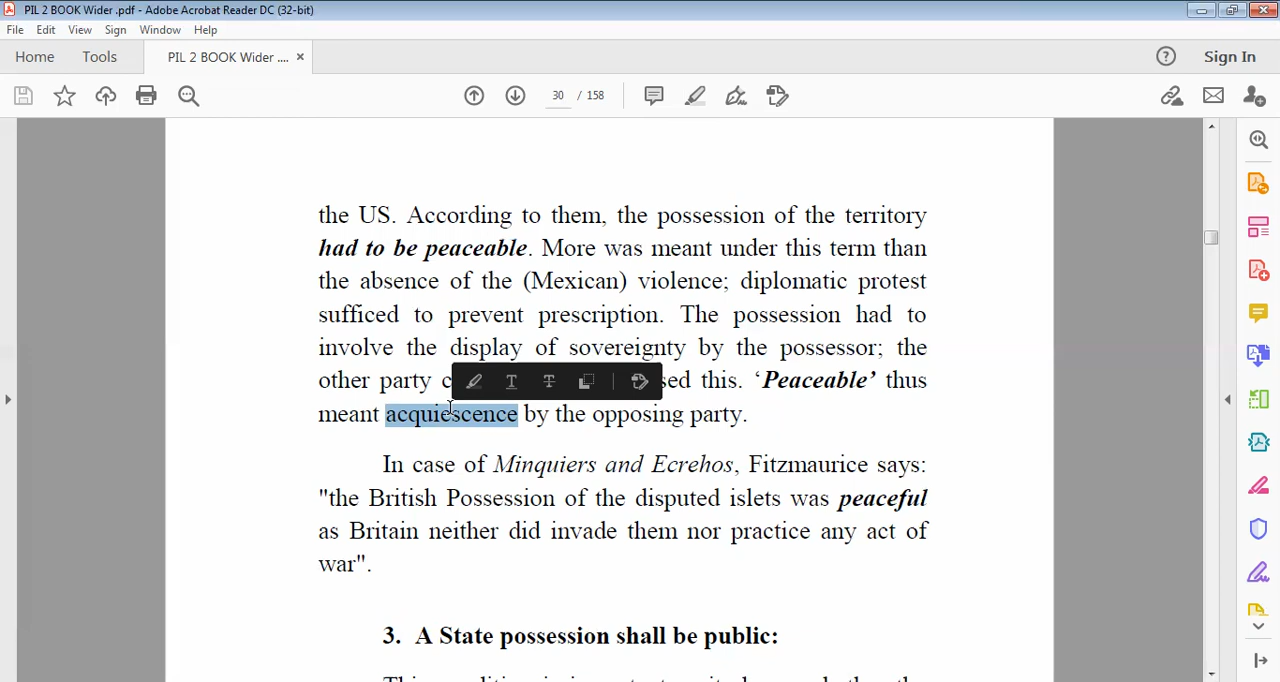 PIL 2 BOOK Wider .pdf - Adobe Acrobat Reader DC (32-bit)
File Edit View Sign Window Help
Home Tools PIL 2 BOOK Wider .... × Sign In
30 / 158
the US. According to them, the possession of the territory
had to be peaceable. More was meant under this term than
the absence of the (Mexican) violence; diplomatic protest
sufficed to prevent prescription. The possession had to
involve the display of sovereignty by the possessor; the
other party sed this. ‘Peaceable’ thus
meant acquiescence by the opposing party.
In case of Minquiers and Ecrehos, Fitzmaurice says:
"the British Possession of the disputed islets was peaceful
as Britain neither did invade them nor practice any act of
war".
3. A State possession shall be public: